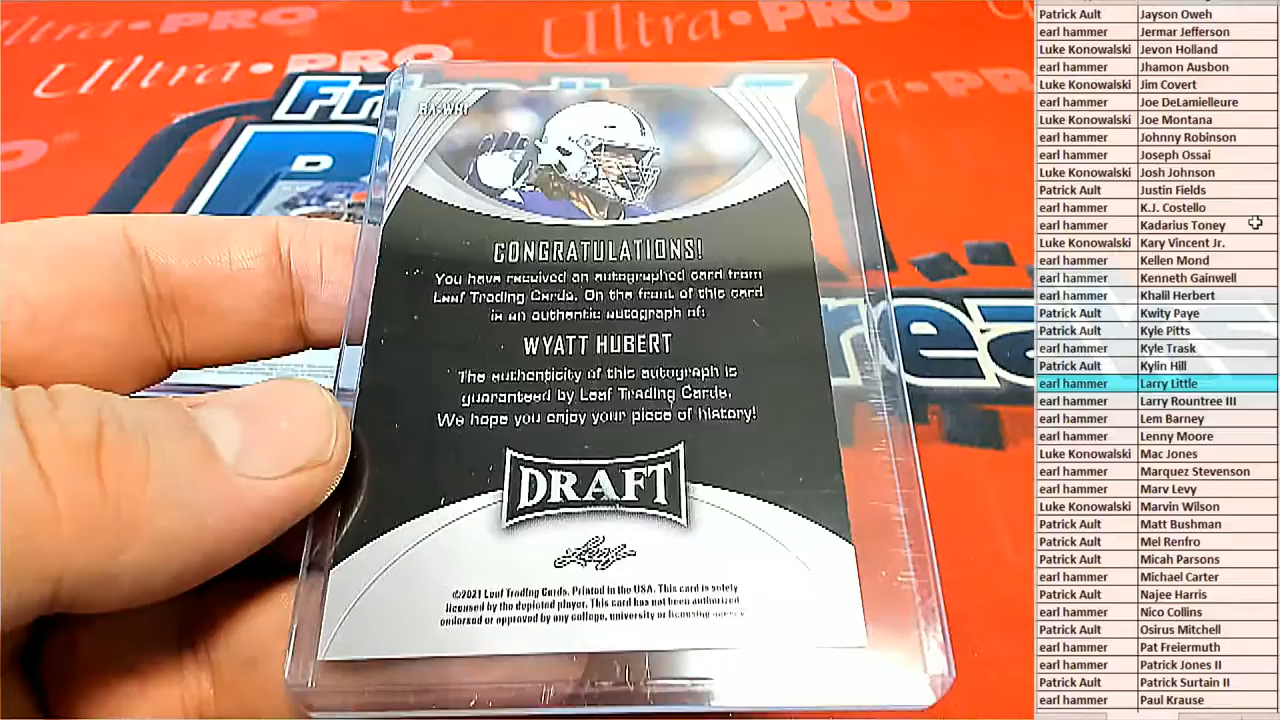 Ultra•PRO
Ultra•PRO
BA-WH1
CONGRATULATIONS!
You have received an autographed card from
Leaf Trading Cards. On the front of this card
is an authentic autograph of:
WYATT HUBERT
The authenticity of this autograph is
guaranteed by Leaf Trading Cards.
We hope you enjoy your piece of history!
DRAFT
Leaf
©2021 Leaf Trading Cards. Printed in the USA. This card is solely
licensed by the depicted player. This card has not been authorized
endorsed or approved by any college, university or licensing agency
Patrick Ault Jayson Oweh
earl hammer Jermar Jefferson
Luke Konowalski Jevon Holland
earl hammer Jhamon Ausbon
Luke Konowalski Jim Covert
earl hammer Joe DeLamielleure
Luke Konowalski Joe Montana
earl hammer Johnny Robinson
earl hammer Joseph Ossai
Luke Konowalski Josh Johnson
Patrick Ault Justin Fields
earl hammer K.J. Costello
earl hammer Kadarius Toney
Luke Konowalski Kary Vincent Jr.
earl hammer Kellen Mond
earl hammer Kenneth Gainwell
earl hammer Khalil Herbert
Patrick Ault Kwity Paye
Patrick Ault Kyle Pitts
earl hammer Kyle Trask
Patrick Ault Kylin Hill
earl hammer Larry Little
earl hammer Larry Rountree III
earl hammer Lem Barney
earl hammer Lenny Moore
Luke Konowalski Mac Jones
earl hammer Marquez Stevenson
earl hammer Marv Levy
Luke Konowalski Marvin Wilson
Patrick Ault Matt Bushman
Patrick Ault Mel Renfro
Patrick Ault Micah Parsons
earl hammer Michael Carter
Patrick Ault Najee Harris
earl hammer Nico Collins
Patrick Ault Osirus Mitchell
earl hammer Pat Freiermuth
earl hammer Patrick Jones II
Patrick Ault Patrick Surtain II
earl hammer Paul Krause